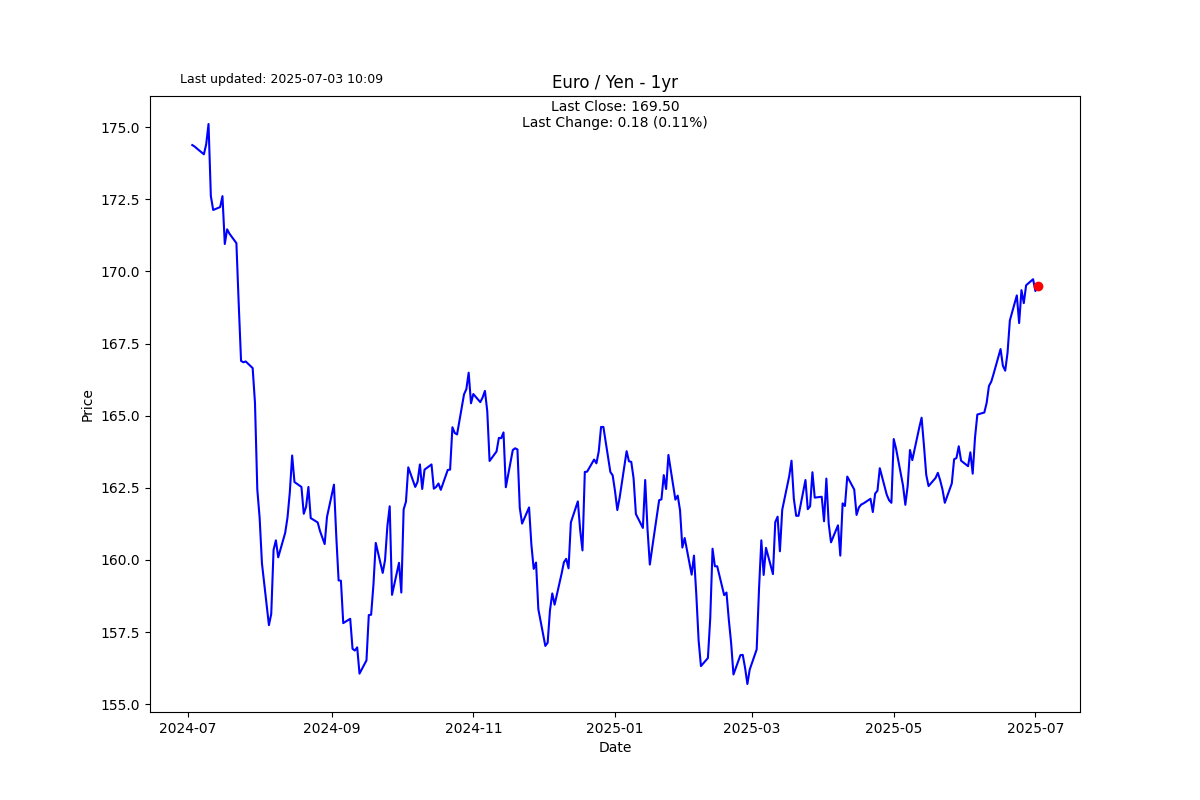 Last updated: 2025-07-03 10:09
Euro / Yen - 1yr
Last Close: 169.50
Last Change: 0.18 (0.11%)
Price
175.0
172.5
170.0
167.5
165.0
162.5
160.0
157.5
155.0
2024-07
2024-09
2024-11
2025-01
2025-03
2025-05
2025-07
Date